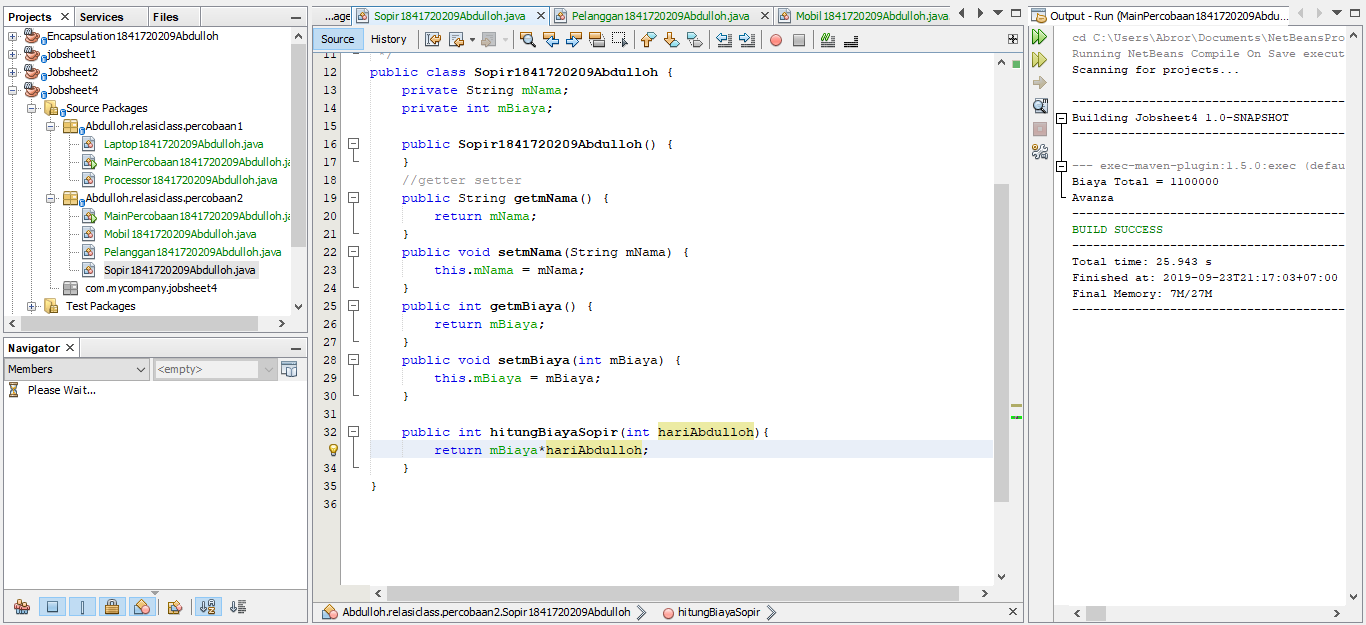 Projects
Services
Files
Encapsulation1841720209Abdulloh
jobsheet1
Jobsheet2
Jobsheet4
Source Packages
Abdulloh.relasiclass.percobaan1
Laptop1841720209Abdulloh.java
MainPercobaan1841720209Abdulloh.ja
Processor1841720209Abdulloh.java
Abdulloh.relasiclass.percobaan2
MainPercobaan1841720209Abdulloh.ja
Mobil1841720209Abdulloh.java
Pelanggan1841720209Abdulloh.java
Sopir1841720209Abdulloh.java
com.mycompany.jobsheet4
Test Packages
Navigator
Members
<empty>
Please Wait...
...age
Sopir1841720209Abdulloh.java
Pelanggan1841720209Abdulloh.java
Mobil1841720209Abdulloh.java
Source
History
11 */
12 public class Sopir1841720209Abdulloh {
13 private String mNama;
14 private int mBiaya;
15
16 public Sopir1841720209Abdulloh() {
17 }
18 //getter setter
19 public String getmNama() {
20 return mNama;
21 }
22 public void setmNama(String mNama) {
23 this.mNama = mNama;
24 }
25 public int getmBiaya() {
26 return mBiaya;
27 }
28 public void setmBiaya(int mBiaya) {
29 this.mBiaya = mBiaya;
30 }
31
32 public int hitungBiayaSopir(int hariAbdulloh){
return mBiaya*hariAbdulloh;
34 }
35 }
36
Abdulloh.relasiclass.percobaan2.Sopir1841720209Abdulloh
hitungBiayaSopir
Output - Run (MainPercobaan1841720209Abdu...
cd C:\Users\Abror\Documents\NetBeansPro
Running NetBeans Compile On Save execut
Scanning for projects...
------------------------------------
Building Jobsheet4 1.0-SNAPSHOT
------------------------------------
--- exec-maven-plugin:1.5.0:exec (defau
Biaya Total = 1100000
Avanza
------------------------------------
BUILD SUCCESS
------------------------------------
Total time: 25.943 s
Finished at: 2019-09-23T21:17:03+07:00
Final Memory: 7M/27M
------------------------------------